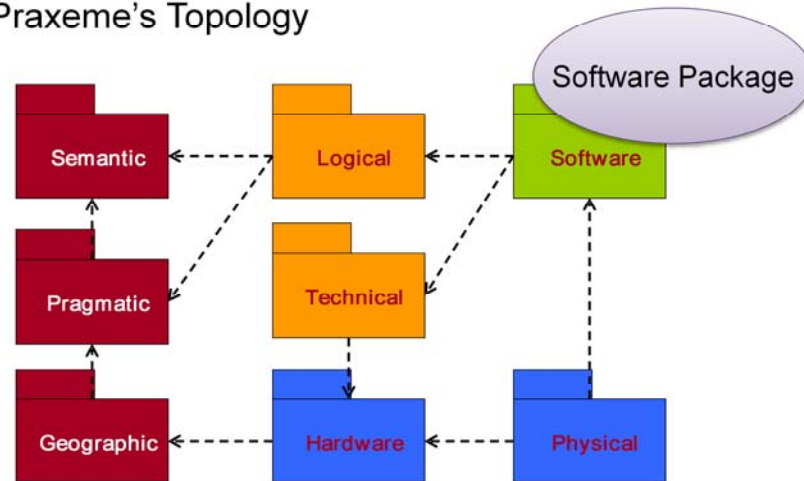 Praxeme's Topology
Software Package
Semantic
Logical
Software
Pragmatic
Technical
Geographic
Hardware
Physical